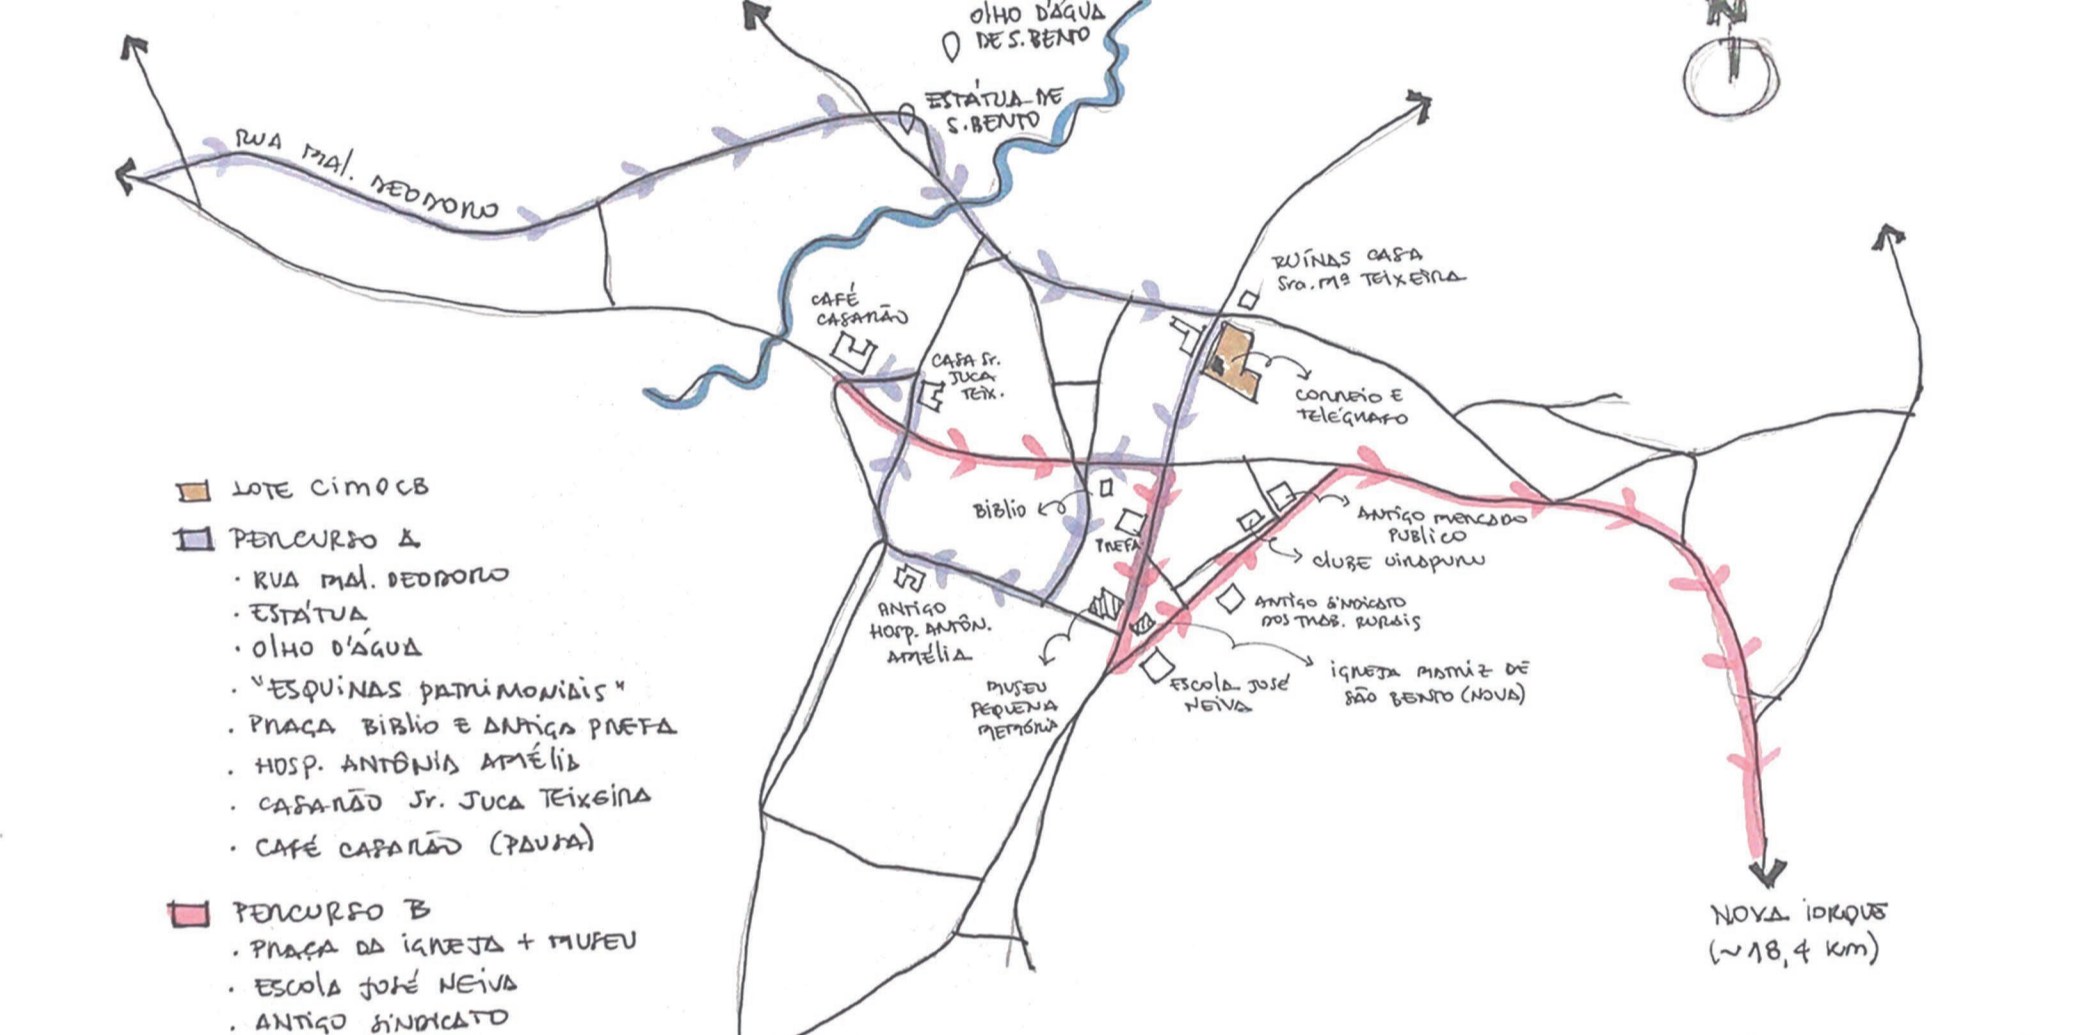 OLHO D'ÁGUA
DE S. BENTO
N
ESTÁTUA DE
S. BENTO
RUA MAL. DEODORO
RUÍNAS CASA
Sra. Mª TEIXEIRA
CAFÉ
CASARÃO
CASA Sr.
JUCA
TEIX.
CORREIO E
TELÉGRAFO
BIBLIO
PREFA
ANTIGO MERCADO
PUBLICO
CLUBE UIRAPURU
ANTIGO
HOSP. ANTÔN.
AMÉLIA
ANTIGO SINDICATO
DOS TRAB. RURAIS
MUSEU
PEQUENA
MEMÓRIA
ESCOLA JOSÉ
NEIVA
IGREJA MATRIZ DE
SÃO BENTO (NOVA)
NOVA IORQUE
(~18,4 Km)
LOTE CIMOCB
PERCURSO A
· RUA MAL. DEODORO
· ESTÁTUA
· OLHO D'ÁGUA
· "ESQUINAS PATRIMONIAIS"
· PRAÇA BIBLIO E ANTIGA PREFA
· HOSP. ANTÔNIA AMÉLIA
· CASARÃO Sr. JUCA TEIXEIRA
· CAFÉ CASARÃO (PAUSA)
PERCURSO B
· PRAÇA DA IGREJA + MUSEU
· ESCOLA JOSÉ NEIVA
· ANTIGO SINDICATO